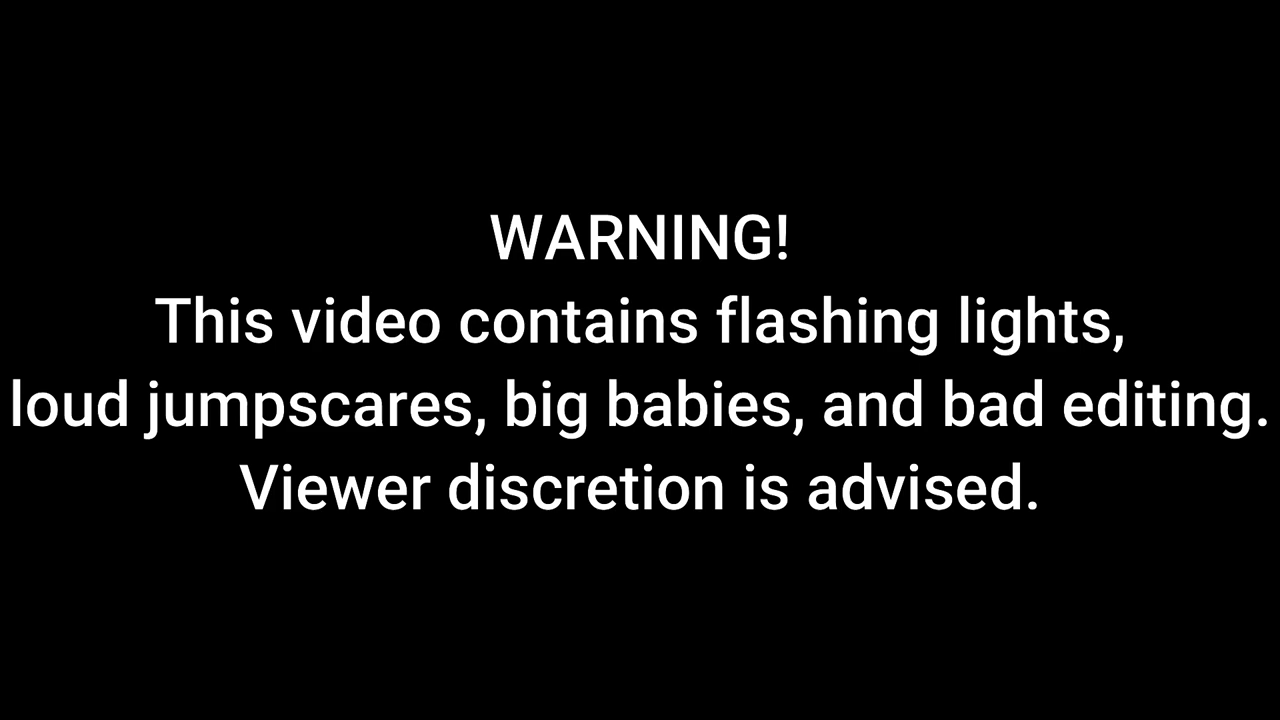 WARNING!
This video contains flashing lights,
loud jumpscares, big babies, and bad editing.
Viewer discretion is advised.